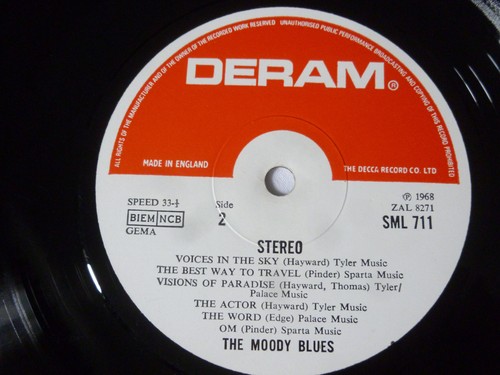 ALL RIGHTS OF THE MANUFACTURER AND OF THE OWNER OF THE RECORDED WORK RESERVED UNAUTHORISED PUBLIC PERFORMANCE BROADCASTING AND COPYING OF THIS RECORD PROHIBITED
DERAM®
MADE IN ENGLAND
THE DECCA RECORD CO. LTD
SPEED 33-⅓
BIEM/NCB
GEMA
Side
2
℗ 1968
ZAL 8271
SML 711
STEREO
VOICES IN THE SKY (Hayward) Tyler Music
THE BEST WAY TO TRAVEL (Pinder) Sparta Music
VISIONS OF PARADISE (Hayward, Thomas) Tyler/
Palace Music
THE ACTOR (Hayward) Tyler Music
THE WORD (Edge) Palace Music
OM (Pinder) Sparta Music
THE MOODY BLUES